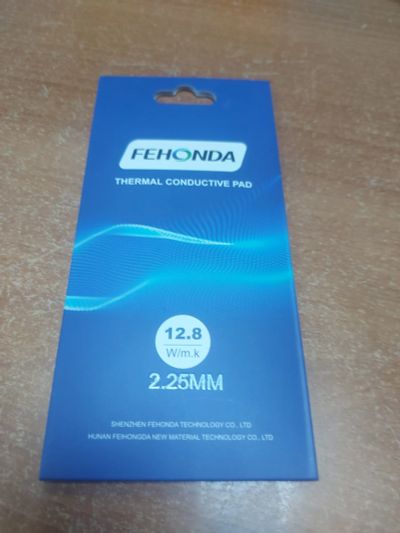 FEHONDA
THERMAL CONDUCTIVE PAD
12.8
W/m.k
2.25MM
SHENZHEN FEHONDA TECHNOLOGY CO., LTD
HUNAN FEIHONGDA NEW MATERIAL TECHNOLOGY CO., LTD